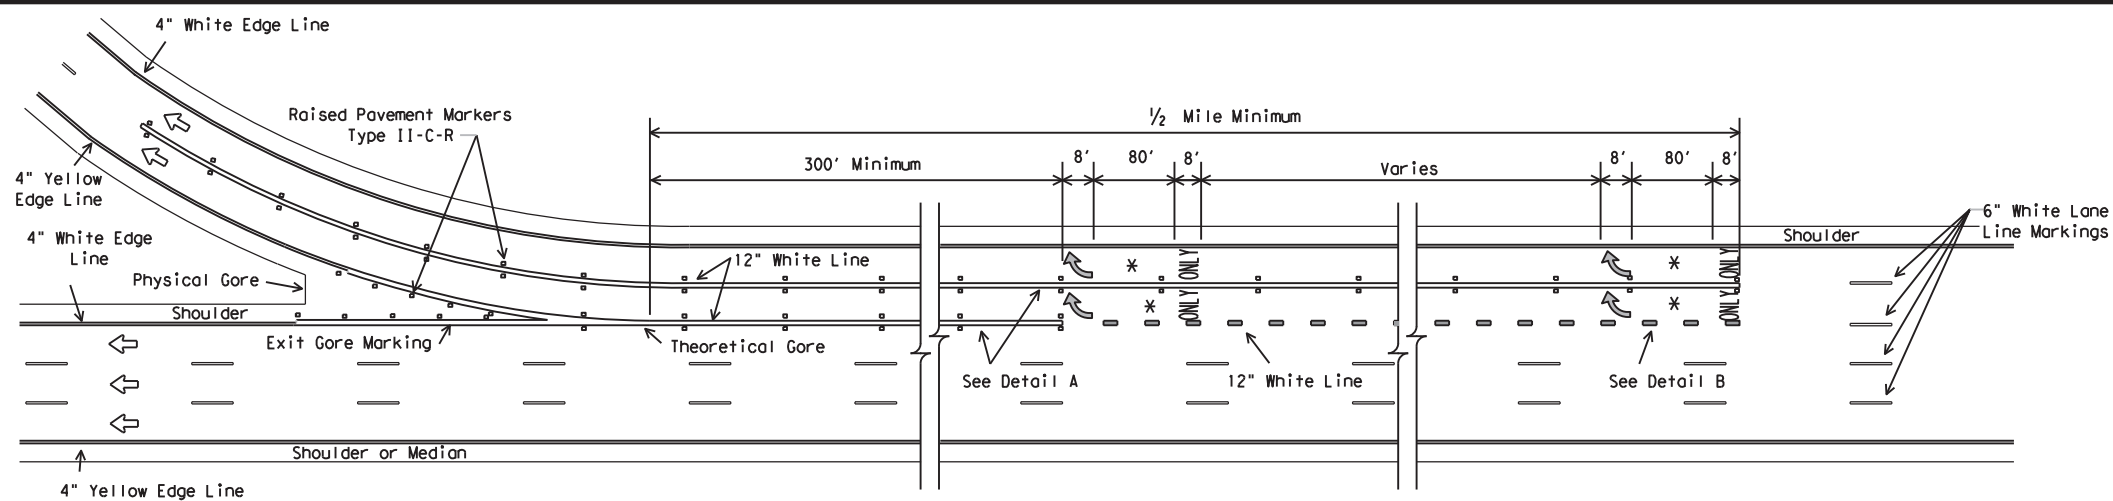 4" White Edge Line
Raised Pavement Markers
Type II-C-R
½ Mile Minimum
300' Minimum
8'
80'
8'
Varies
8'
80'
8'
4" Yellow
Edge Line
4" White Edge
Line
Physical Gore
Shoulder
Exit Gore Marking
12" White Line
Theoretical Gore
*
ONLY
*
ONLY
*
ONLY
*
ONLY
Shoulder
6" White Lane
Line Markings
See Detail A
12" White Line
See Detail B
Shoulder or Median
4" Yellow Edge Line